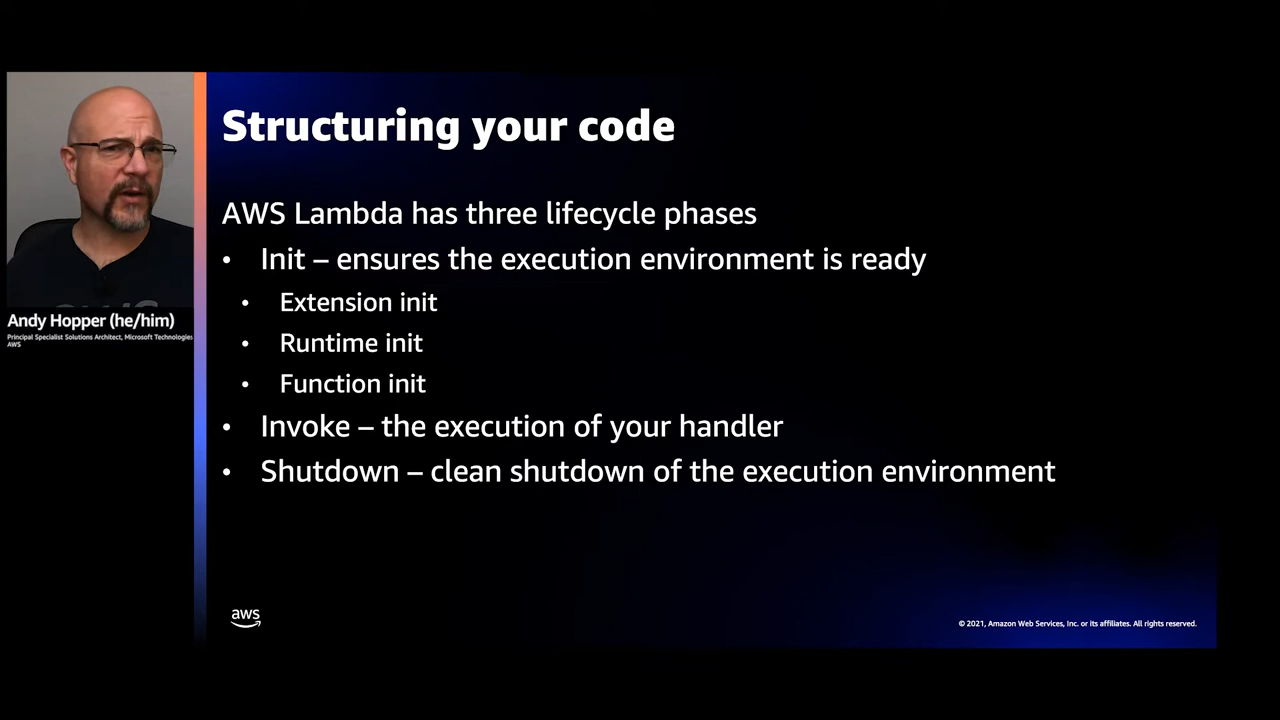 Structuring your code
AWS Lambda has three lifecycle phases
• Init – ensures the execution environment is ready
• Extension init
• Runtime init
• Function init
• Invoke – the execution of your handler
• Shutdown – clean shutdown of the execution environment
Andy Hopper (he/him)
Principal Specialist Solutions Architect, Microsoft Technologies
AWS
aws
© 2021, Amazon Web Services, Inc. or its affiliates. All rights reserved.